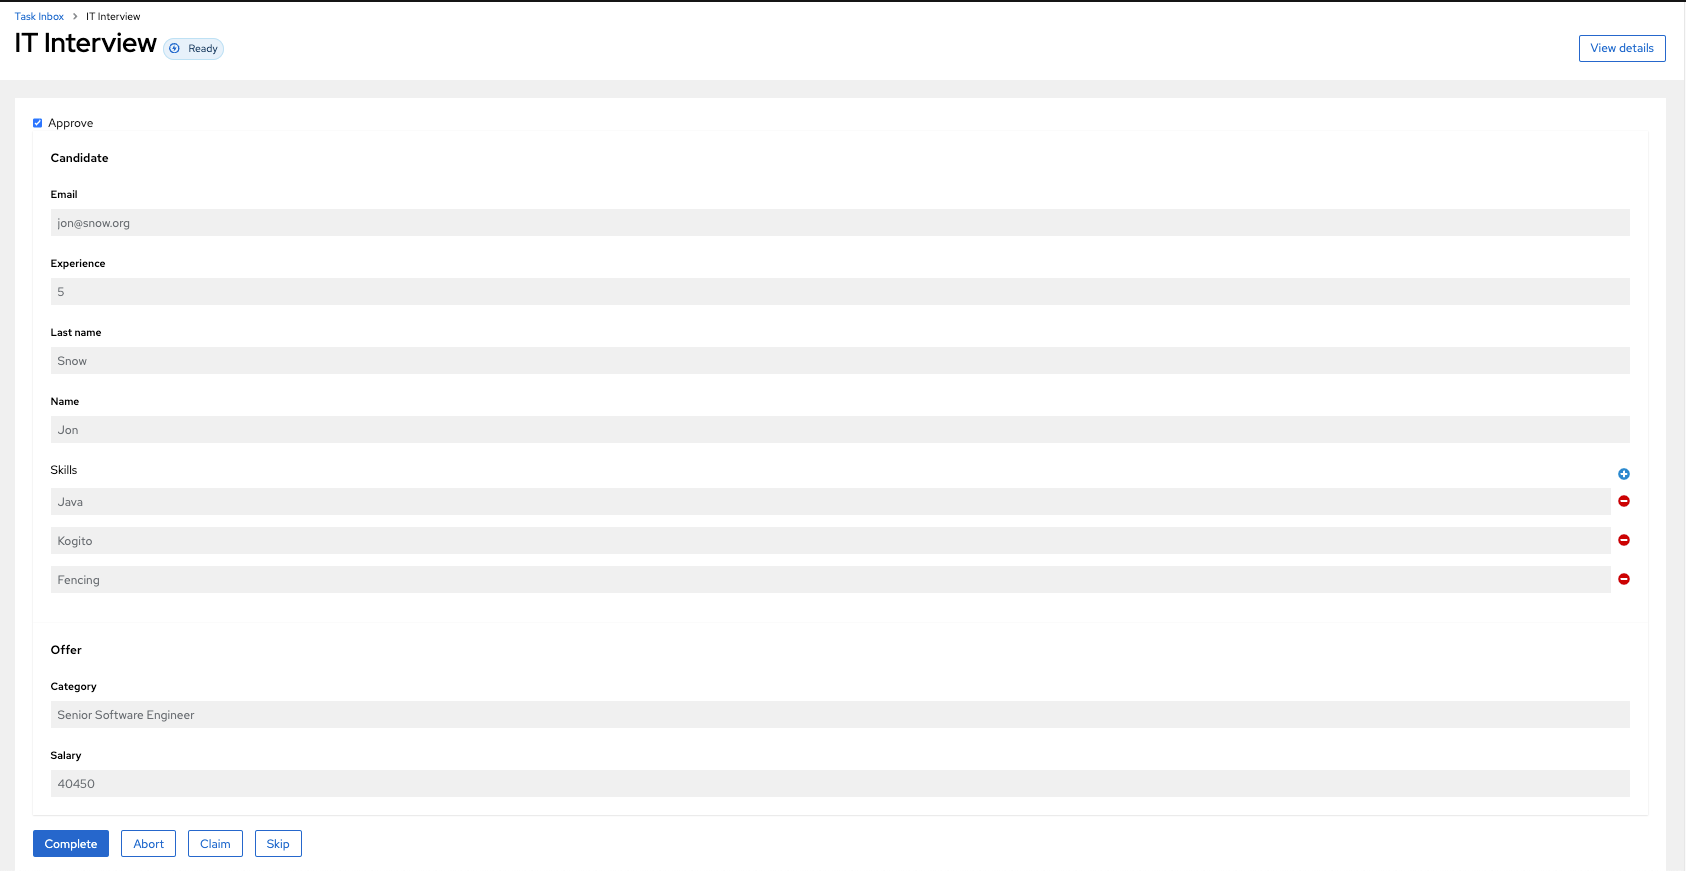 Task Inbox > IT Interview
IT Interview Ready
View details
Approve
Candidate
Email
jon@snow.org
Experience
5
Last name
Snow
Name
Jon
Skills
Java
Kogito
Fencing
Offer
Category
Senior Software Engineer
Salary
40450
Complete Abort Claim Skip